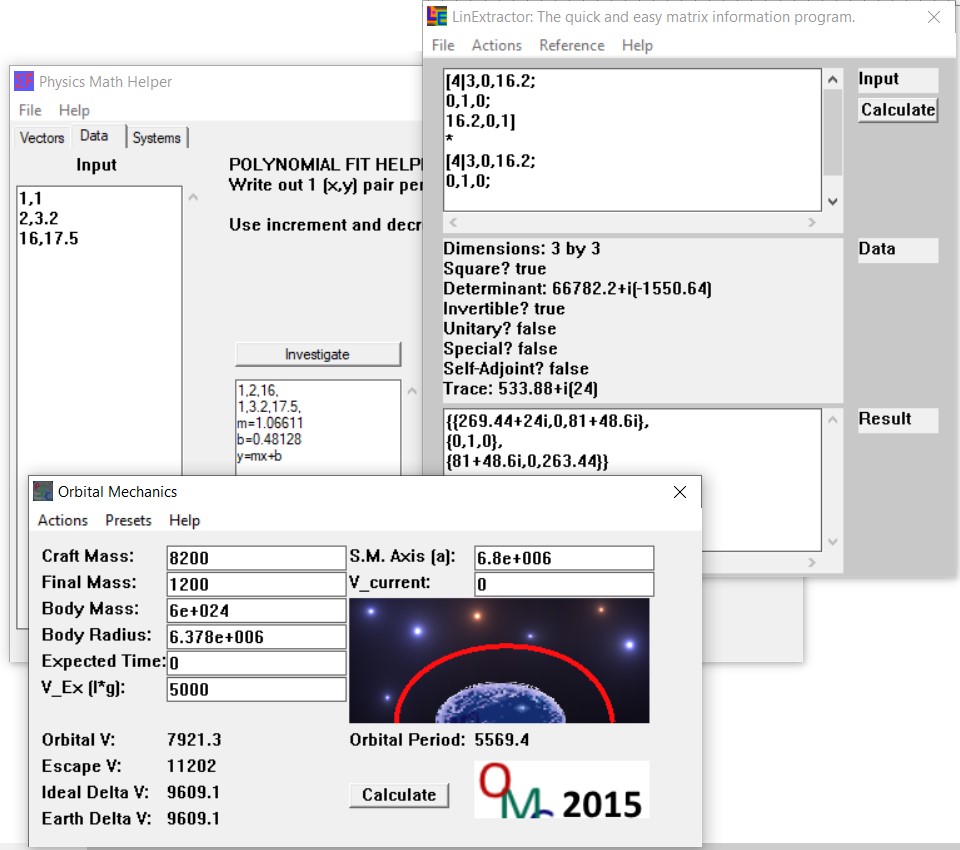 LinExtractor: The quick and easy matrix information program.
File Actions Reference Help
[4|3,0,16.2;
0,1,0;
16.2,0,1]
*
[4|3,0,16.2;
0,1,0;
Input
Calculate
Dimensions: 3 by 3
Square? true
Determinant: 66782.2+i(-1550.64)
Invertible? true
Unitary? false
Special? false
Self-Adjoint? false
Trace: 533.88+i(24)
Data
{{269.44+24i,0,81+48.6i},
{0,1,0},
{81+48.6i,0,263.44}}
Result
Physics Math Helper
File Help
Vectors Data Systems
Input
1,1
2,3.2
16,17.5
POLYNOMIAL FIT HELP
Write out 1 (x,y) pair per
Use increment and decr
Investigate
1,2,16,
1,3.2,17.5,
m=1.06611
b=0.48128
y=mx+b
Orbital Mechanics
Actions Presets Help
Craft Mass: 8200 S.M. Axis (a): 6.8e+006
Final Mass: 1200 V_current: 0
Body Mass: 6e+024
Body Radius: 6.378e+006
Expected Time: 0
V_Ex (I*g): 5000
Orbital V: 7921.3 Orbital Period: 5569.4
Escape V: 11202
Ideal Delta V: 9609.1 Calculate
Earth Delta V: 9609.1
OMc 2015